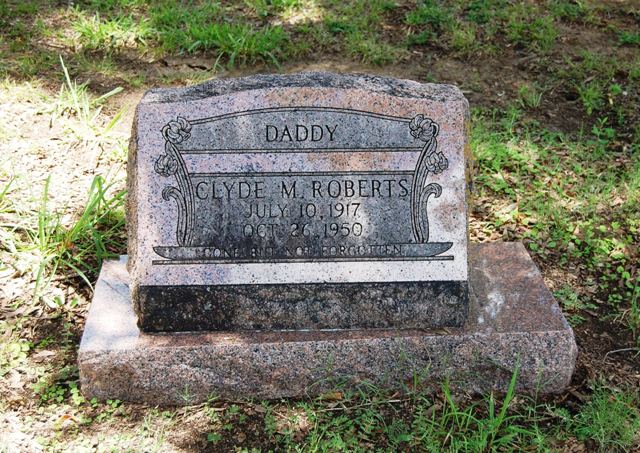 DADDY
CLYDE M. ROBERTS
JULY 10, 1917
OCT. 26, 1950
GONE BUT NOT FORGOTTEN